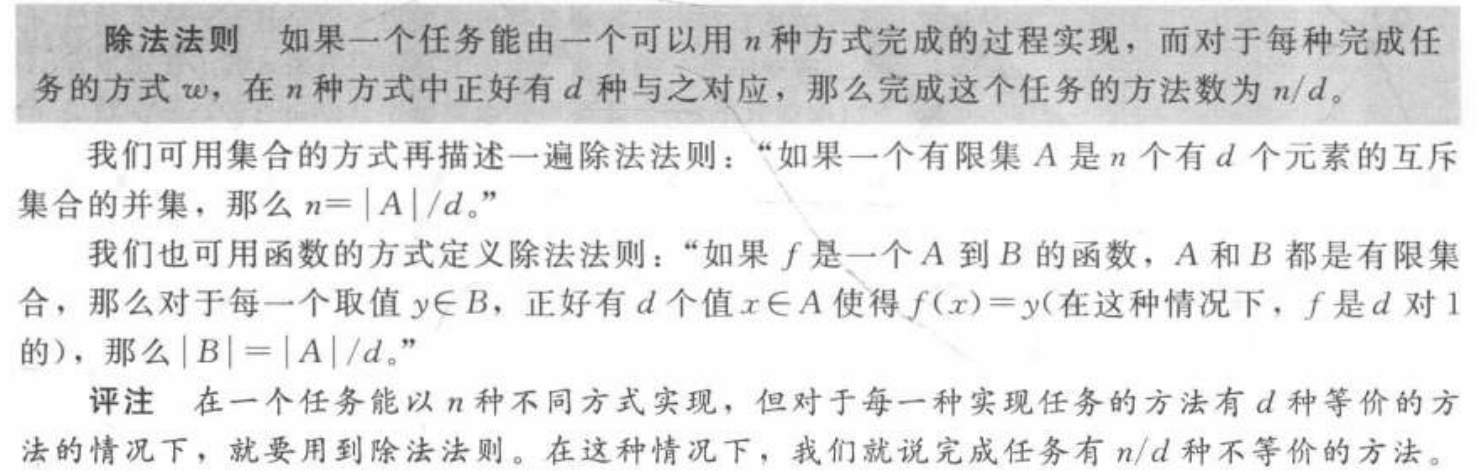 除法法则 如果一个任务能由一个可以用 n 种方式完成的过程实现，而对于每种完成任
务的方式 w，在 n 种方式中正好有 d 种与之对应，那么完成这个任务的方法数为 n/d。
我们可用集合的方式再描述一遍除法法则：“如果一个有限集 A 是 n 个有 d 个元素的互斥
集合的并集，那么 n=|A|/d。”
我们也可用函数的方式定义除法法则：“如果 f 是一个 A 到 B 的函数，A 和 B 都是有限集
合，那么对于每一个取值 y∈B，正好有 d 个值 x∈A 使得 f(x)=y(在这种情况下，f 是 d 对 1
的)，那么|B|=|A|/d。”
评注 在一个任务能以 n 种不同方式实现，但对于每一种实现任务的方法有 d 种等价的方
法的情况下，就要用到除法法则。在这种情况下，我们就说完成任务有 n/d 种不等价的方法。